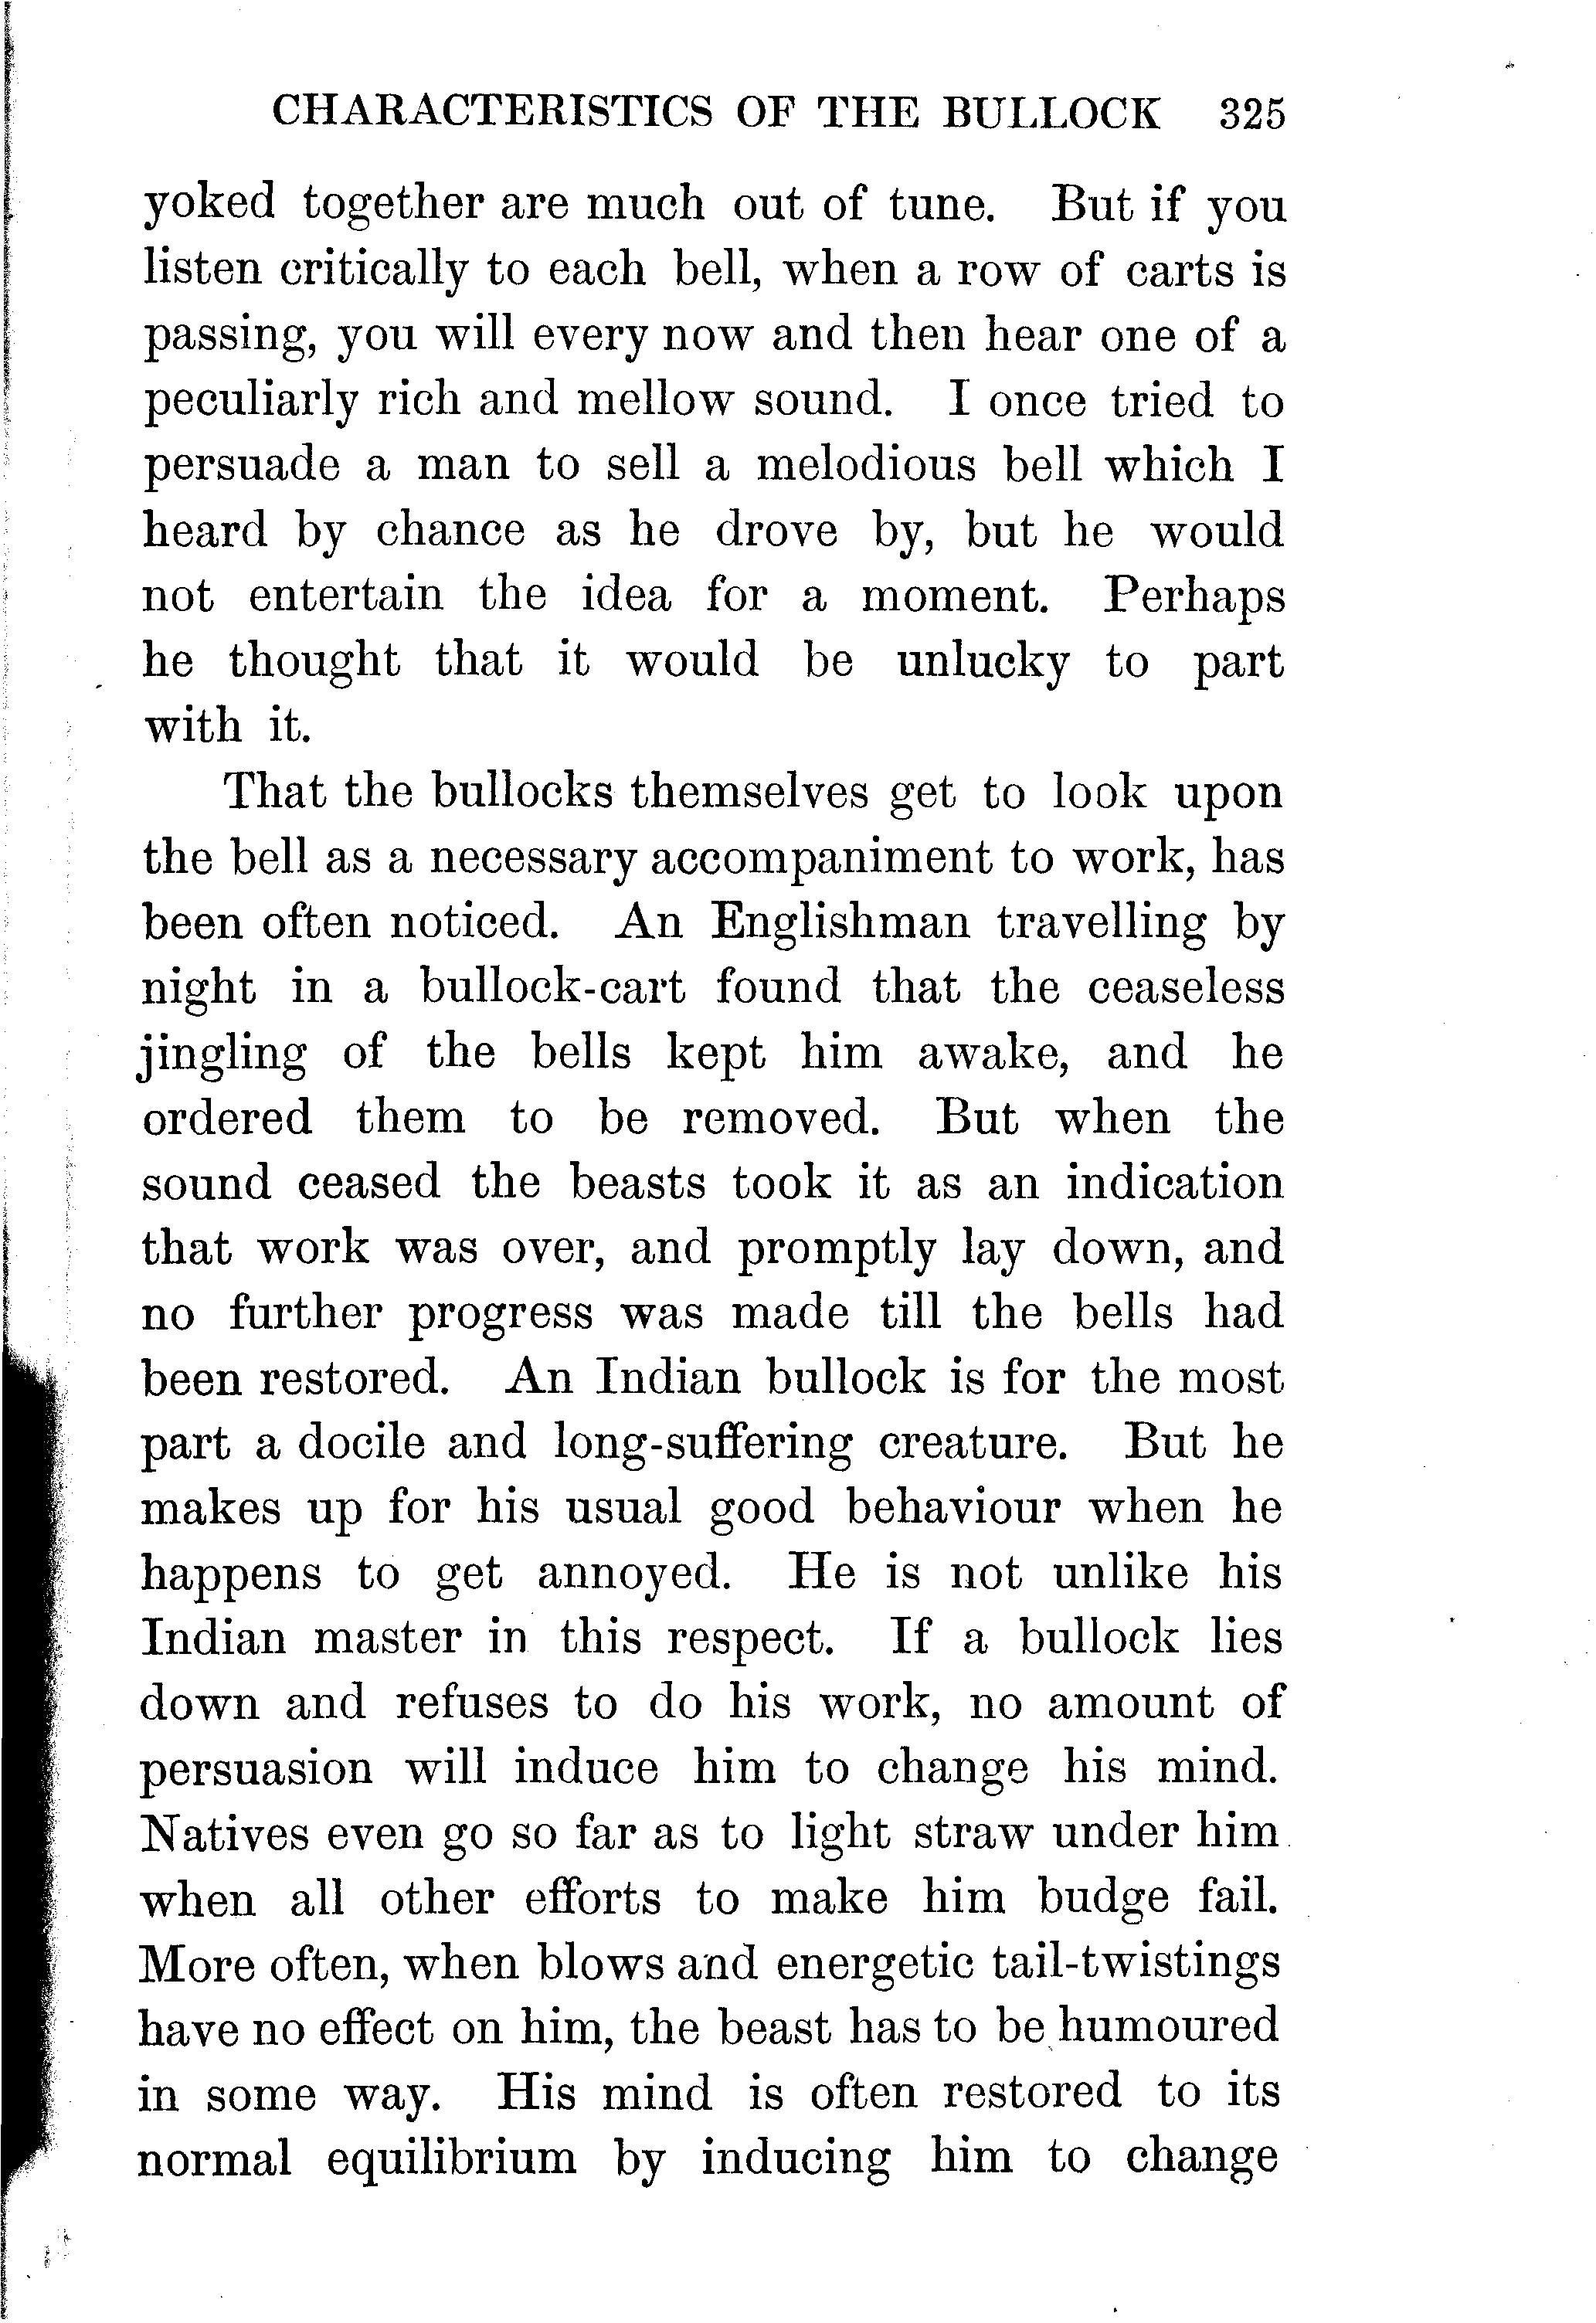 CHARACTERISTICS OF THE BULLOCK 325
yoked together are much out of tune. But if you
listen critically to each bell, when a row of carts is
passing, you will every now and then hear one of a
peculiarly rich and mellow sound. I once tried to
persuade a man to sell a melodious bell which I
heard by chance as he drove by, but he would
not entertain the idea for a moment. Perhaps
he thought that it would be unlucky to part
with it.
That the bullocks themselves get to look upon
the bell as a necessary accompaniment to work, has
been often noticed. An Englishman travelling by
night in a bullock-cart found that the ceaseless
jingling of the bells kept him awake, and he
ordered them to be removed. But when the
sound ceased the beasts took it as an indication
that work was over, and promptly lay down, and
no further progress was made till the bells had
been restored. An Indian bullock is for the most
part a docile and long-suffering creature. But he
makes up for his usual good behaviour when he
happens to get annoyed. He is not unlike his
Indian master in this respect. If a bullock lies
down and refuses to do his work, no amount of
persuasion will induce him to change his mind.
Natives even go so far as to light straw under him
when all other efforts to make him budge fail.
More often, when blows and energetic tail-twistings
have no effect on him, the beast has to be humoured
in some way. His mind is often restored to its
normal equilibrium by inducing him to change